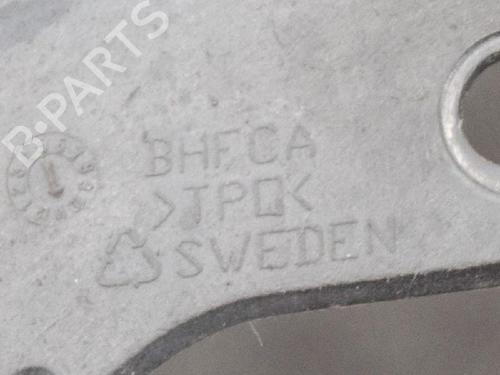 B-PARTS
BHFCA
>TPO<
SWEDEN